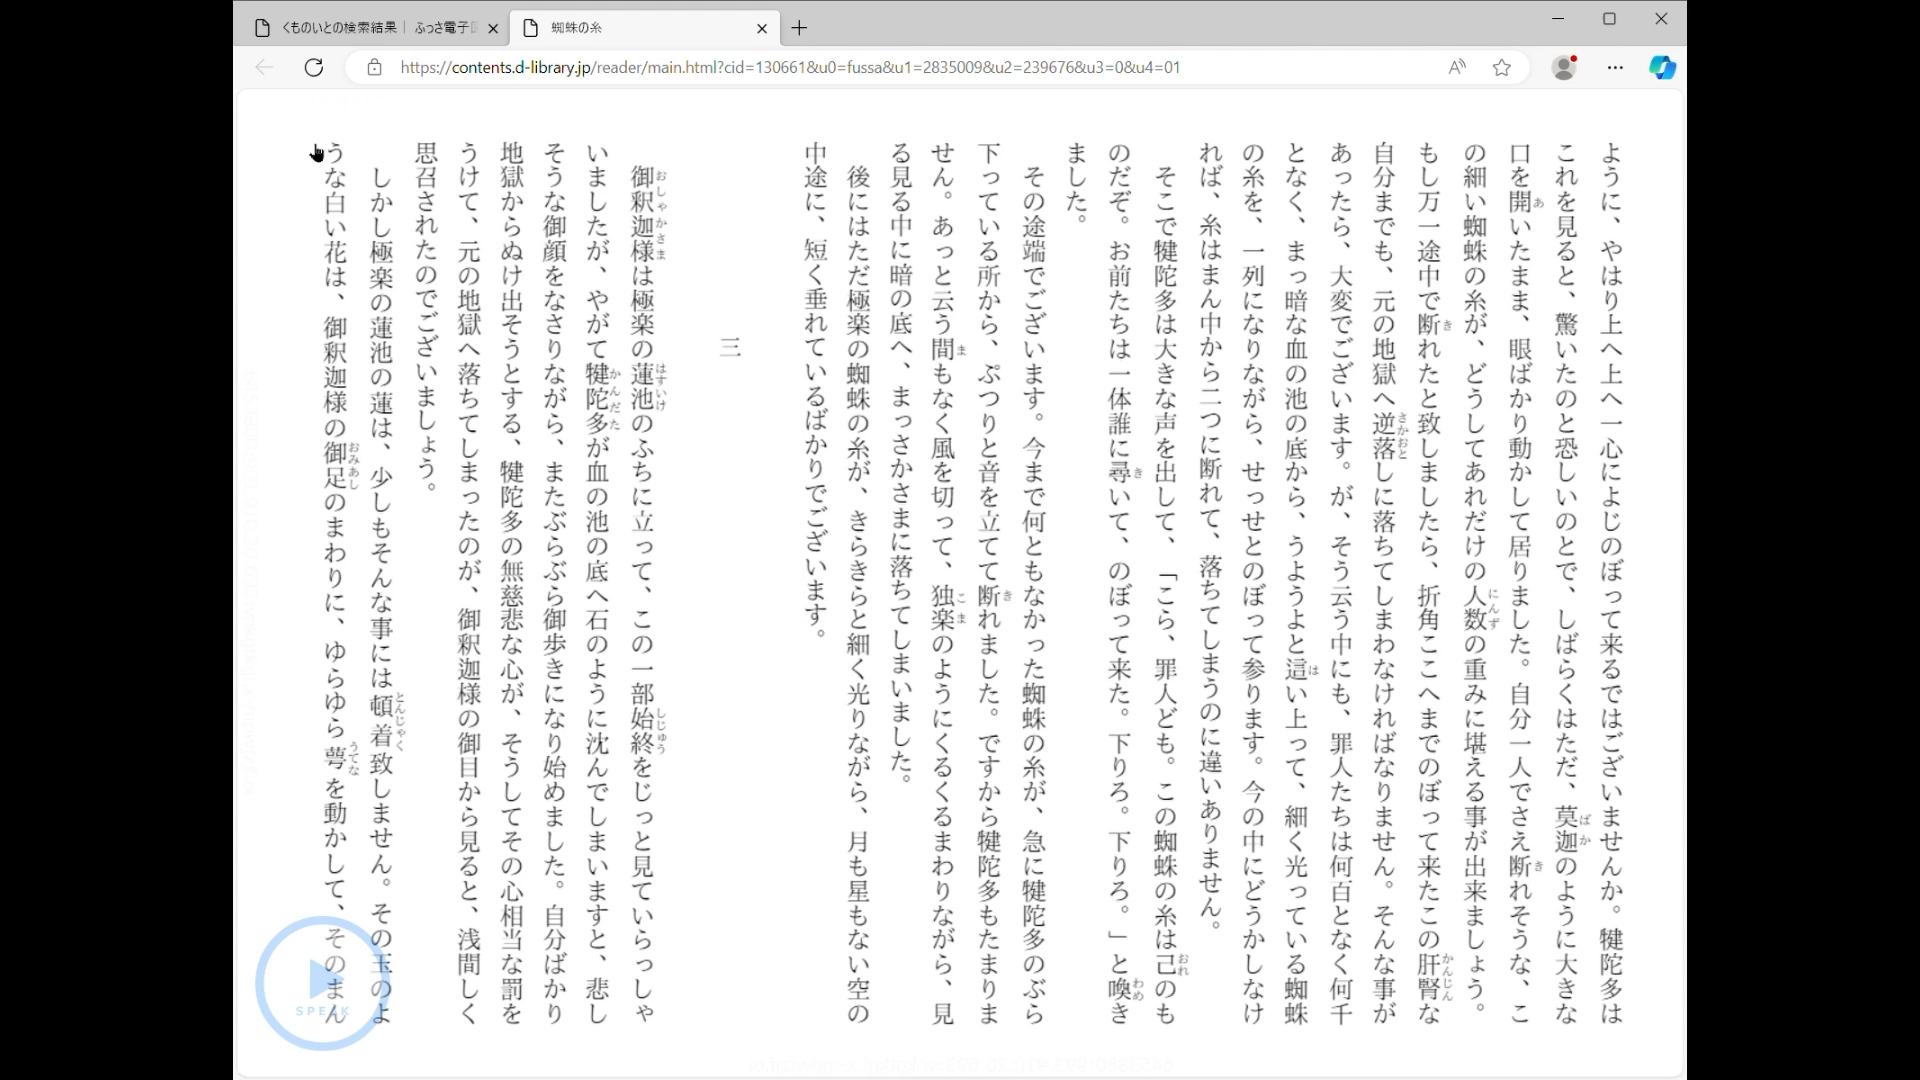 くものいとの検索結果｜ふっさ電子図
蜘蛛の糸
https://contents.d-library.jp/reader/main.html?cid=130661&u0=fussa&u1=2835009&u2=239676&u3=0&u4=01
ように、やはり上へ上へ一心によじのぼって来るではございませんか。犍陀多は
これを見ると、驚いたのと恐しいのとで、しばらくはただ、莫迦のように大きな
口を開いたまま、眼ばかり動かして居りました。自分一人でさえ断れそうな、こ
の細い蜘蛛の糸が、どうしてあれだけの人数の重みに堪える事が出来ましょう。
もし万一途中で断れたと致しましたら、折角ここへまでのぼって来たこの肝腎な
自分までも、元の地獄へ逆落しに落ちてしまわなければなりません。そんな事が
あったら、大変でございます。が、そう云う中にも、罪人たちは何百となく何千
となく、まっ暗な血の池の底から、うようよと這い上って、細く光っている蜘蛛
の糸を、一列になりながら、せっせとのぼって参ります。今の中にどうかしなけ
れば、糸はまん中から二つに断れて、落ちてしまうのに違いありません。
そこで犍陀多は大きな声を出して、「こら、罪人ども。この蜘蛛の糸は己のも
のだぞ。お前たちは一体誰に尋いて、のぼって来た。下りろ。下りろ。」と喚き
ました。
その途端でございます。今まで何ともなかった蜘蛛の糸が、急に犍陀多のぶら
下っている所から、ぷつりと音を立てて断れました。ですから犍陀多もたまりま
せん。あっと云う間もなく風を切って、独楽のようにくるくるまわりながら、見
る見る中に暗の底へ、まっさかさまに落ちてしまいました。
後にはただ極楽の蜘蛛の糸が、きらきらと細く光りながら、月も星もない空の
中途に、短く垂れているばかりでございます。
三
御釈迦様は極楽の蓮池のふちに立って、この一部始終をじっと見ていらっしゃ
いましたが、やがて犍陀多が血の池の底へ石のように沈んでしまいますと、悲し
そうな御顔をなさりながら、またぶらぶら御歩きになり始めました。自分ばかり
地獄からぬけ出そうとする、犍陀多の無慈悲な心が、そうしてその心相当な罰を
うけて、元の地獄へ落ちてしまったのが、御釈迦様の御目から見ると、浅間しく
思召されたのでございましょう。
しかし極楽の蓮池の蓮は、少しもそんな事には頓着致しません。その玉のよ
うな白い花は、御釈迦様の御足のまわりに、ゆらゆら萼を動かして、そのまん
SPEAK